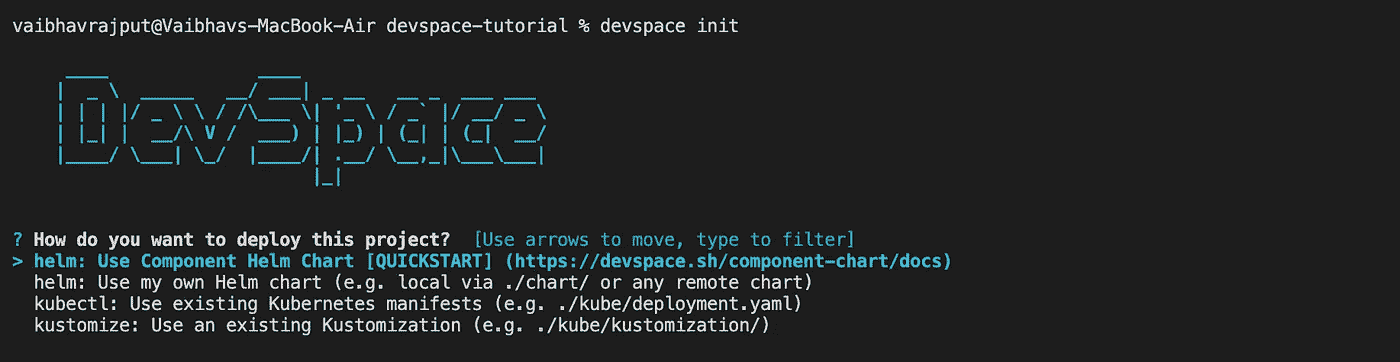 vaibhavrajput@Vaibhavs-MacBook-Air devspace-tutorial % devspace init
DevSpace
? How do you want to deploy this project?  [Use arrows to move, type to filter]
> helm: Use Component Helm Chart [QUICKSTART] (https://devspace.sh/component-chart/docs)
helm: Use my own Helm chart (e.g. local via ./chart/ or any remote chart)
kubectl: Use existing Kubernetes manifests (e.g. ./kube/deployment.yaml)
kustomize: Use an existing Kustomization (e.g. ./kube/kustomization/)